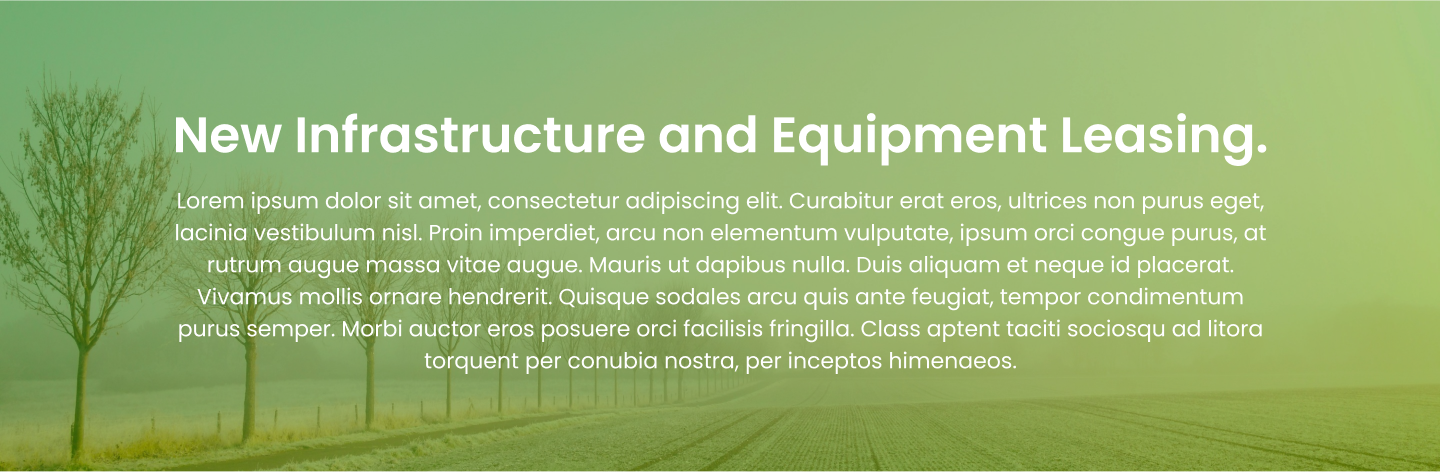 New Infrastructure and Equipment Leasing.
Lorem ipsum dolor sit amet, consectetur adipiscing elit. Curabitur erat eros, ultrices non purus eget,
lacinia vestibulum nisl. Proin imperdiet, arcu non elementum vulputate, ipsum orci congue purus, at
rutrum augue massa vitae augue. Mauris ut dapibus nulla. Duis aliquam et neque id placerat.
Vivamus mollis ornare hendrerit. Quisque sodales arcu quis ante feugiat, tempor condimentum
purus semper. Morbi auctor eros posuere orci facilisis fringilla. Class aptent taciti sociosqu ad litora
torquent per conubia nostra, per inceptos himenaeos.